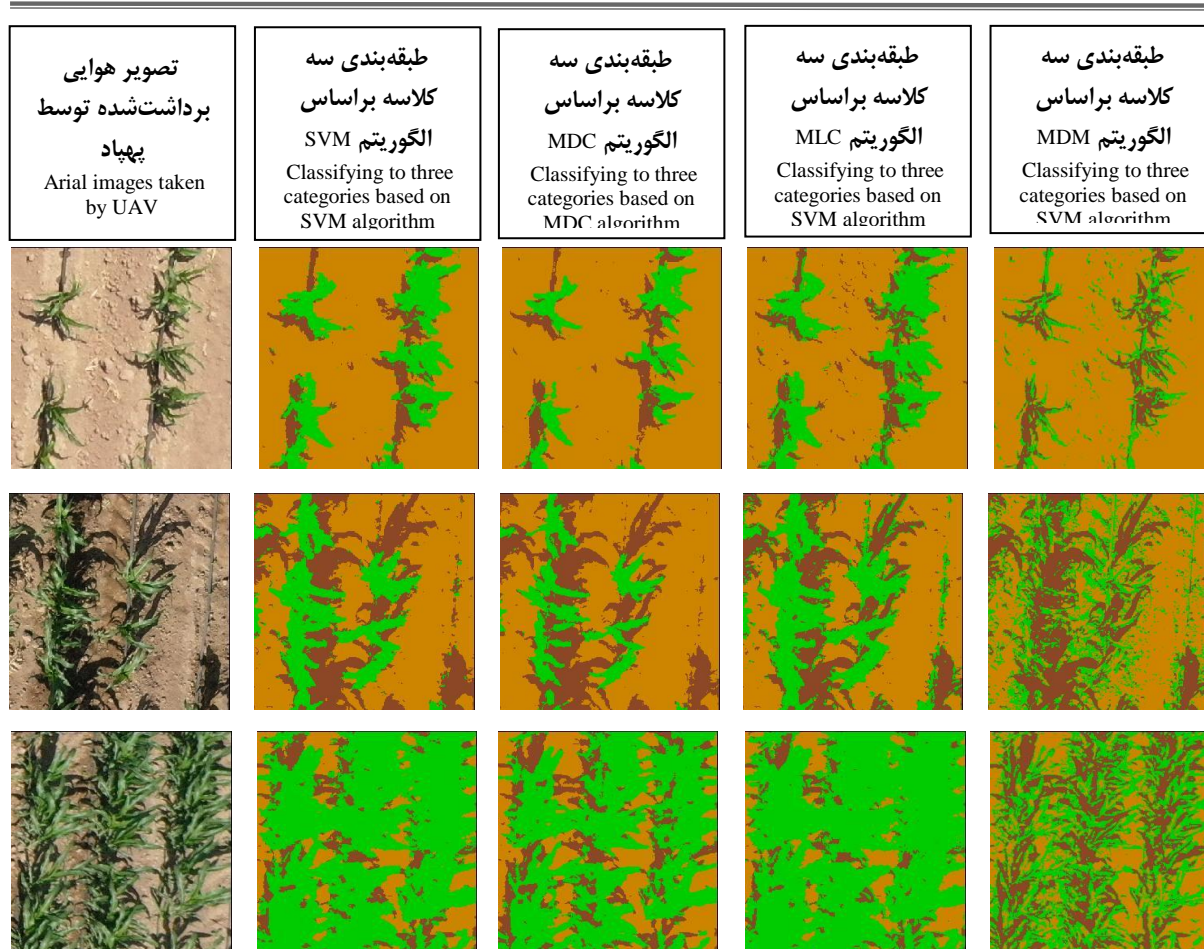 تصویر هوایی
برداشت‌شده توسط
پهپاد
Arial images taken
by UAV
طبقه‌بندی سه
کلاسه براساس
الگوریتم SVM
Classifying to three
categories based on
SVM algorithm
طبقه‌بندی سه
کلاسه براساس
الگوریتم MDC
Classifying to three
categories based on
MDC algorithm
طبقه‌بندی سه
کلاسه براساس
الگوریتم MLC
Classifying to three
categories based on
SVM algorithm
طبقه‌بندی سه
کلاسه براساس
الگوریتم MDM
Classifying to three
categories based on
SVM algorithm